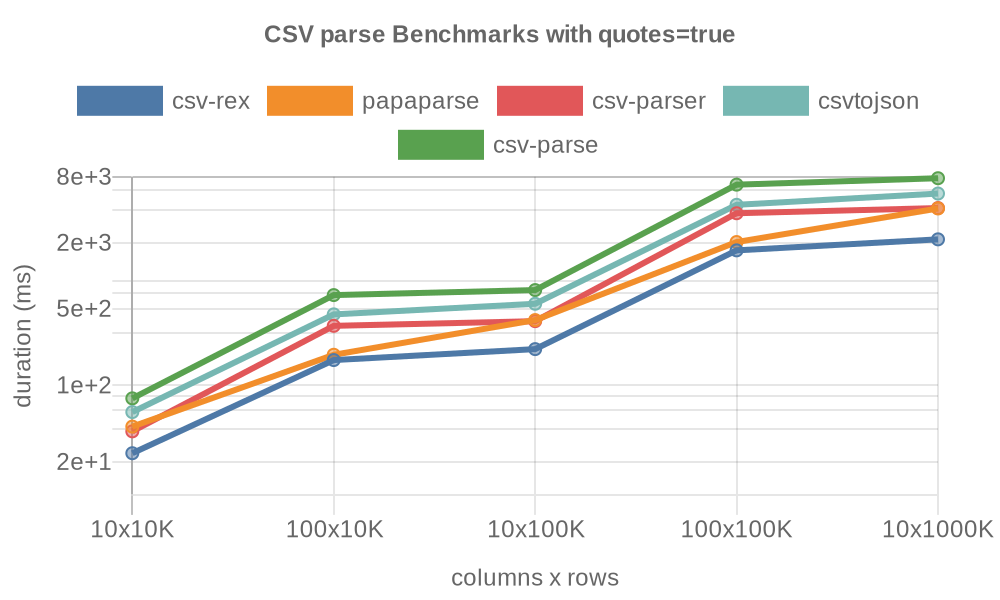 CSV parse Benchmarks with quotes=true
csv-rex papaparse csv-parser csvtojson
csv-parse
8e+3
2e+3
5e+2
1e+2
2e+1
duration (ms)
10x10K 100x10K 10x100K 100x100K 10x1000K
columns x rows